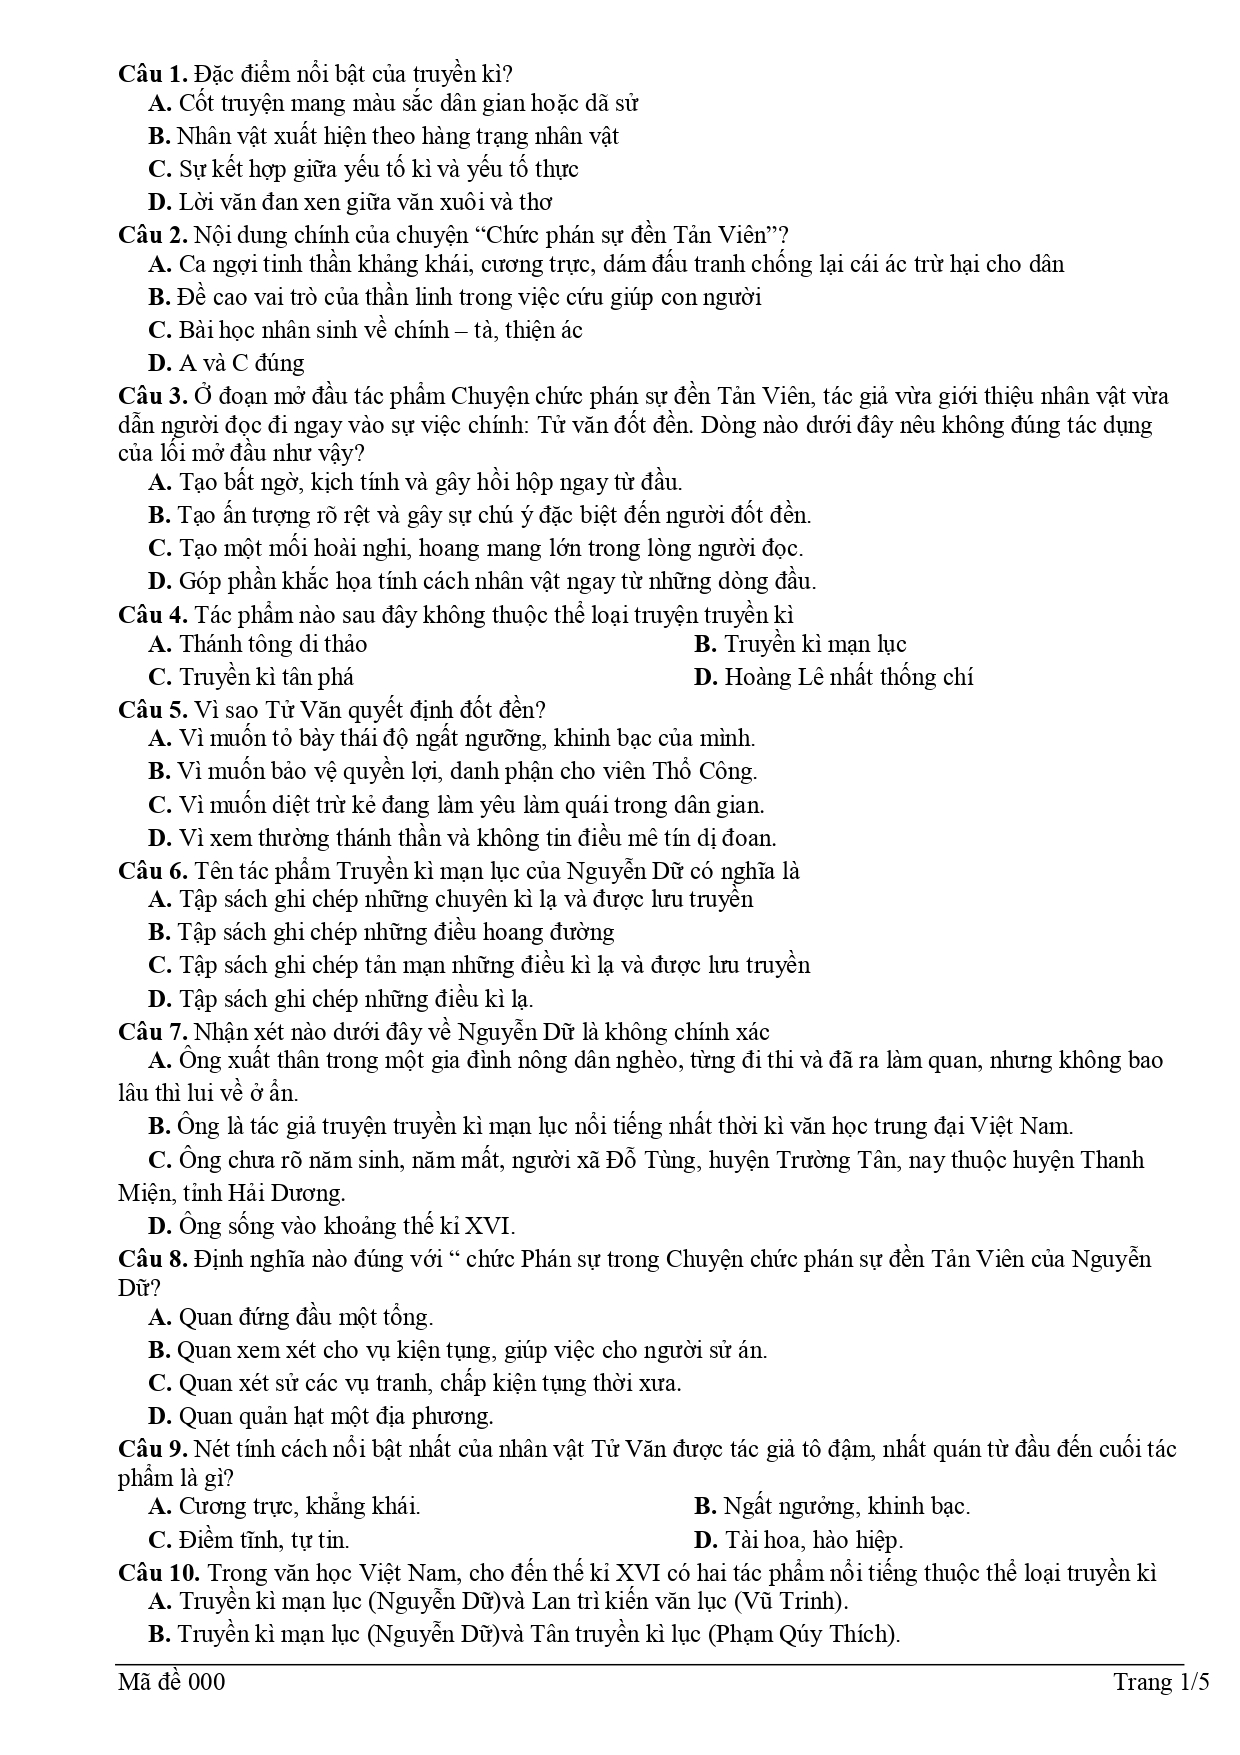 Câu 1. Đặc điểm nổi bật của truyền kì?
A. Cốt truyện mang màu sắc dân gian hoặc dã sử
B. Nhân vật xuất hiện theo hàng trạng nhân vật
C. Sự kết hợp giữa yếu tố kì và yếu tố thực
D. Lời văn đan xen giữa văn xuôi và thơ
Câu 2. Nội dung chính của chuyện “Chức phán sự đền Tản Viên”?
A. Ca ngợi tinh thần khảng khái, cương trực, dám đấu tranh chống lại cái ác trừ hại cho dân
B. Đề cao vai trò của thần linh trong việc cứu giúp con người
C. Bài học nhân sinh về chính – tà, thiện ác
D. A và C đúng
Câu 3. Ở đoạn mở đầu tác phẩm Chuyện chức phán sự đền Tản Viên, tác giả vừa giới thiệu nhân vật vừa
dẫn người đọc đi ngay vào sự việc chính: Tử văn đốt đền. Dòng nào dưới đây nêu không đúng tác dụng
của lối mở đầu như vậy?
A. Tạo bất ngờ, kịch tính và gây hồi hộp ngay từ đầu.
B. Tạo ấn tượng rõ rệt và gây sự chú ý đặc biệt đến người đốt đền.
C. Tạo một mối hoài nghi, hoang mang lớn trong lòng người đọc.
D. Góp phần khắc họa tính cách nhân vật ngay từ những dòng đầu.
Câu 4. Tác phẩm nào sau đây không thuộc thể loại truyện truyền kì
A. Thánh tông di thảo B. Truyền kì mạn lục
C. Truyền kì tân phá D. Hoàng Lê nhất thống chí
Câu 5. Vì sao Tử Văn quyết định đốt đền?
A. Vì muốn tỏ bày thái độ ngất ngưỡng, khinh bạc của mình.
B. Vì muốn bảo vệ quyền lợi, danh phận cho viên Thổ Công.
C. Vì muốn diệt trừ kẻ đang làm yêu làm quái trong dân gian.
D. Vì xem thường thánh thần và không tin điều mê tín dị đoan.
Câu 6. Tên tác phẩm Truyền kì mạn lục của Nguyễn Dữ có nghĩa là
A. Tập sách ghi chép những chuyên kì lạ và được lưu truyền
B. Tập sách ghi chép những điều hoang đường
C. Tập sách ghi chép tản mạn những điều kì lạ và được lưu truyền
D. Tập sách ghi chép những điều kì lạ.
Câu 7. Nhận xét nào dưới đây về Nguyễn Dữ là không chính xác
A. Ông xuất thân trong một gia đình nông dân nghèo, từng đi thi và đã ra làm quan, nhưng không bao
lâu thì lui về ở ẩn.
B. Ông là tác giả truyện truyền kì mạn lục nổi tiếng nhất thời kì văn học trung đại Việt Nam.
C. Ông chưa rõ năm sinh, năm mất, người xã Đỗ Tùng, huyện Trường Tân, nay thuộc huyện Thanh
Miện, tỉnh Hải Dương.
D. Ông sống vào khoảng thế kỉ XVI.
Câu 8. Định nghĩa nào đúng với “ chức Phán sự trong Chuyện chức phán sự đền Tản Viên của Nguyễn
Dữ?
A. Quan đứng đầu một tổng.
B. Quan xem xét cho vụ kiện tụng, giúp việc cho người sử án.
C. Quan xét sử các vụ tranh, chấp kiện tụng thời xưa.
D. Quan quản hạt một địa phương.
Câu 9. Nét tính cách nổi bật nhất của nhân vật Tử Văn được tác giả tô đậm, nhất quán từ đầu đến cuối tác
phẩm là gì?
A. Cương trực, khẳng khái. B. Ngất ngưởng, khinh bạc.
C. Điềm tĩnh, tự tin. D. Tài hoa, hào hiệp.
Câu 10. Trong văn học Việt Nam, cho đến thế kỉ XVI có hai tác phẩm nổi tiếng thuộc thể loại truyền kì
A. Truyền kì mạn lục (Nguyễn Dữ)và Lan trì kiến văn lục (Vũ Trinh).
B. Truyền kì mạn lục (Nguyễn Dữ)và Tân truyền kì lục (Phạm Qúy Thích).
Mã đề 000 Trang 1/5